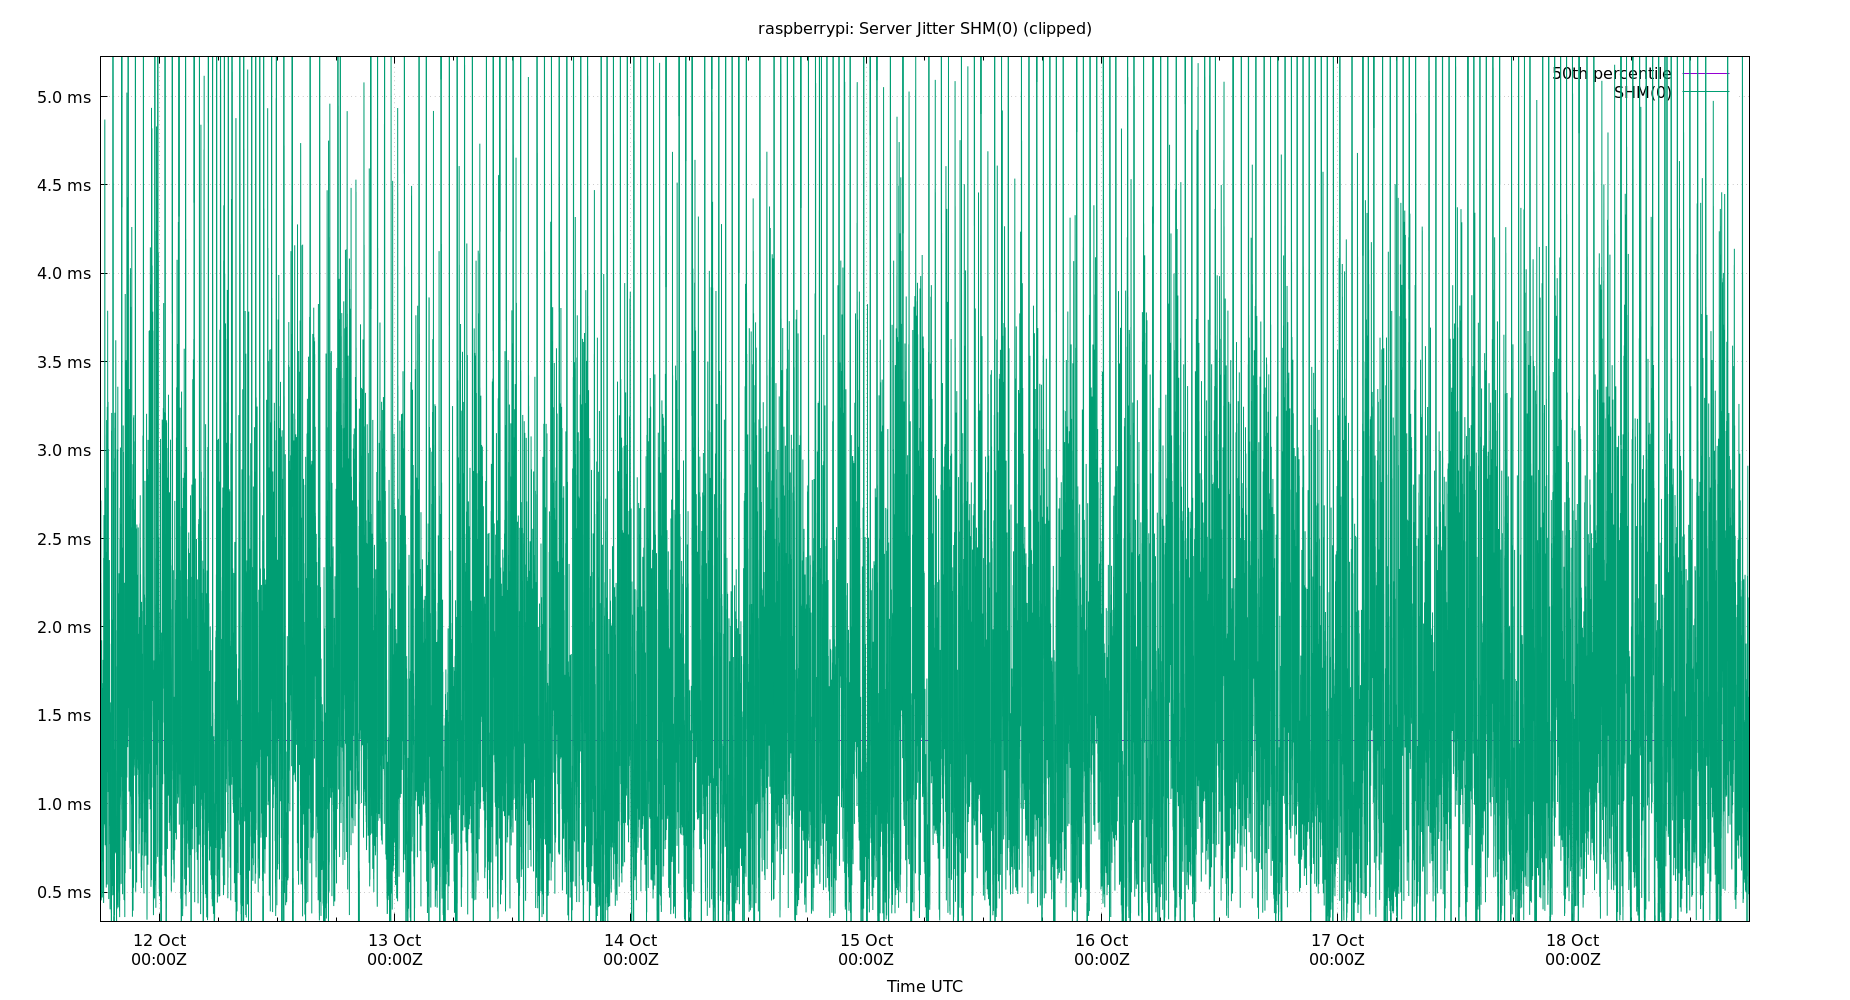 raspberrypi: Server Jitter SHM(0) (clipped)
50th percentile
SHM(0)
5.0 ms
4.5 ms
4.0 ms
3.5 ms
3.0 ms
2.5 ms
2.0 ms
1.5 ms
1.0 ms
0.5 ms
12 Oct 13 Oct 14 Oct 15 Oct 16 Oct 17 Oct 18 Oct
00:00Z 00:00Z 00:00Z 00:00Z 00:00Z 00:00Z 00:00Z
Time UTC